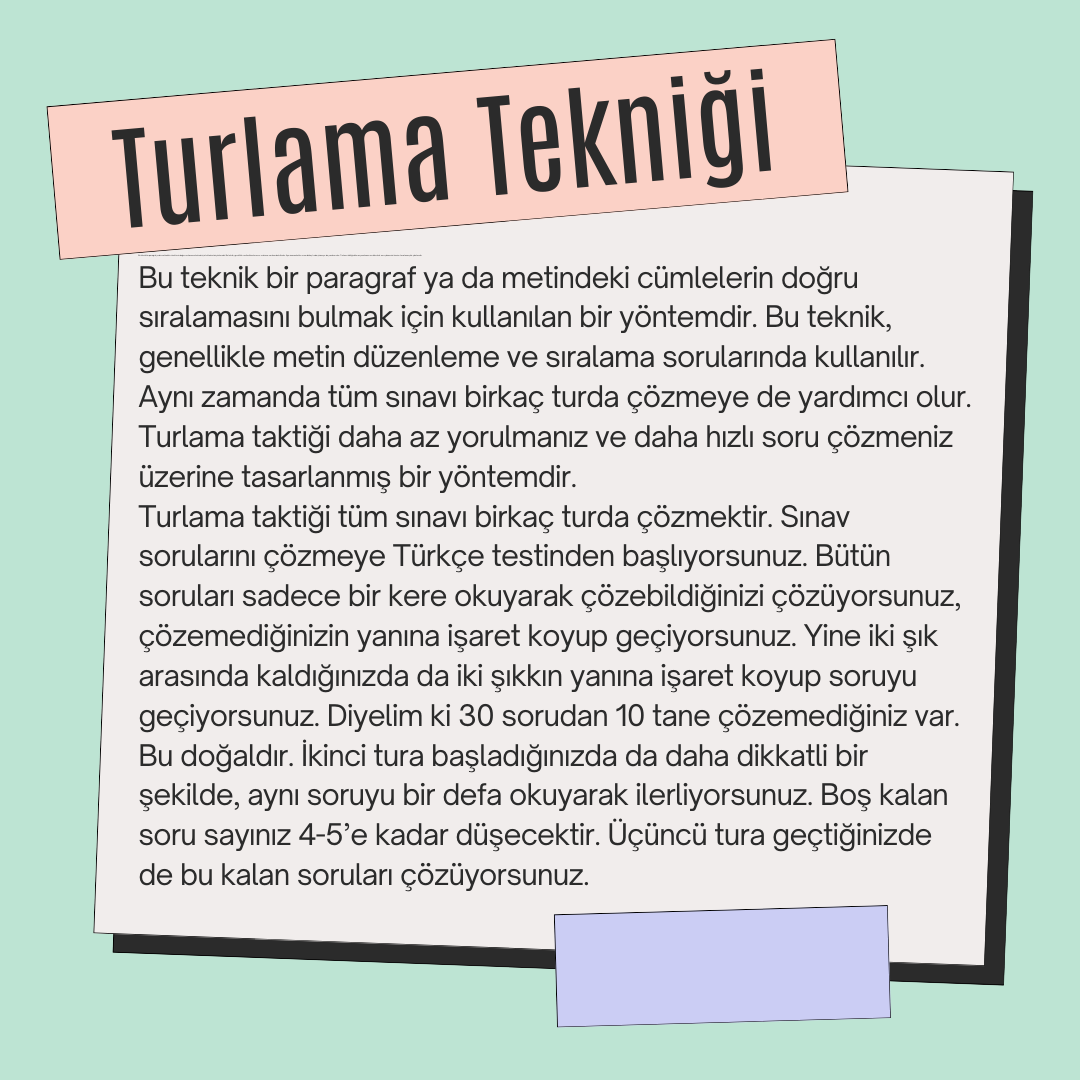 Turlama Tekniği
Bu teknik bir paragraf ya da metindeki cümlelerin doğru
sıralamasını bulmak için kullanılan bir yöntemdir. Bu teknik,
genellikle metin düzenleme ve sıralama sorularında kullanılır.
Aynı zamanda tüm sınavı birkaç turda çözmeye de yardımcı olur.
Turlama taktiği daha az yorulmanız ve daha hızlı soru çözmeniz
üzerine tasarlanmış bir yöntemdir.
Turlama taktiği tüm sınavı birkaç turda çözmektir. Sınav
sorularını çözmeye Türkçe testinden başlıyorsunuz. Bütün
soruları sadece bir kere okuyarak çözebildiğinizi çözüyorsunuz,
çözemediğinizin yanına işaret koyup geçiyorsunuz. Yine iki şık
arasında kaldığınızda da iki şıkkın yanına işaret koyup soruyu
geçiyorsunuz. Diyelim ki 30 sorudan 10 tane çözemediğiniz var.
Bu doğaldır. İkinci tura başladığınızda da daha dikkatli bir
şekilde, aynı soruyu bir defa okuyarak ilerliyorsunuz. Boş kalan
soru sayınız 4-5’e kadar düşecektir. Üçüncü tura geçtiğinizde
de bu kalan soruları çözüyorsunuz.